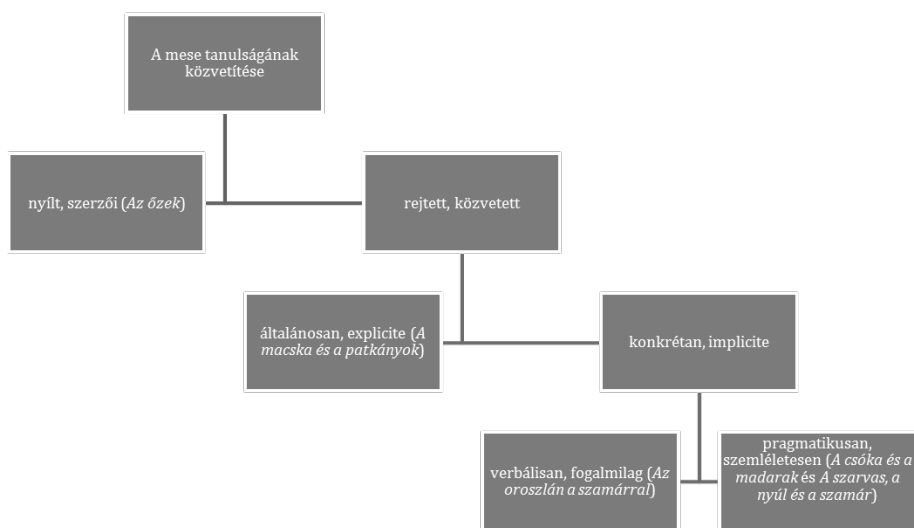 A mese tanulságának
közvetítése
nyílt, szerzői (Az őzek)
rejtett, közvetett
általánosan, explicite (A
macska és a patkányok)
konkrétan, implicite
verbálisan, fogalmilag (Az
oroszlán a szamárral)
pragmatikusan,
szemléletesen (A csóka és a
madarak és A szarvas, a
nyúl és a szamár)